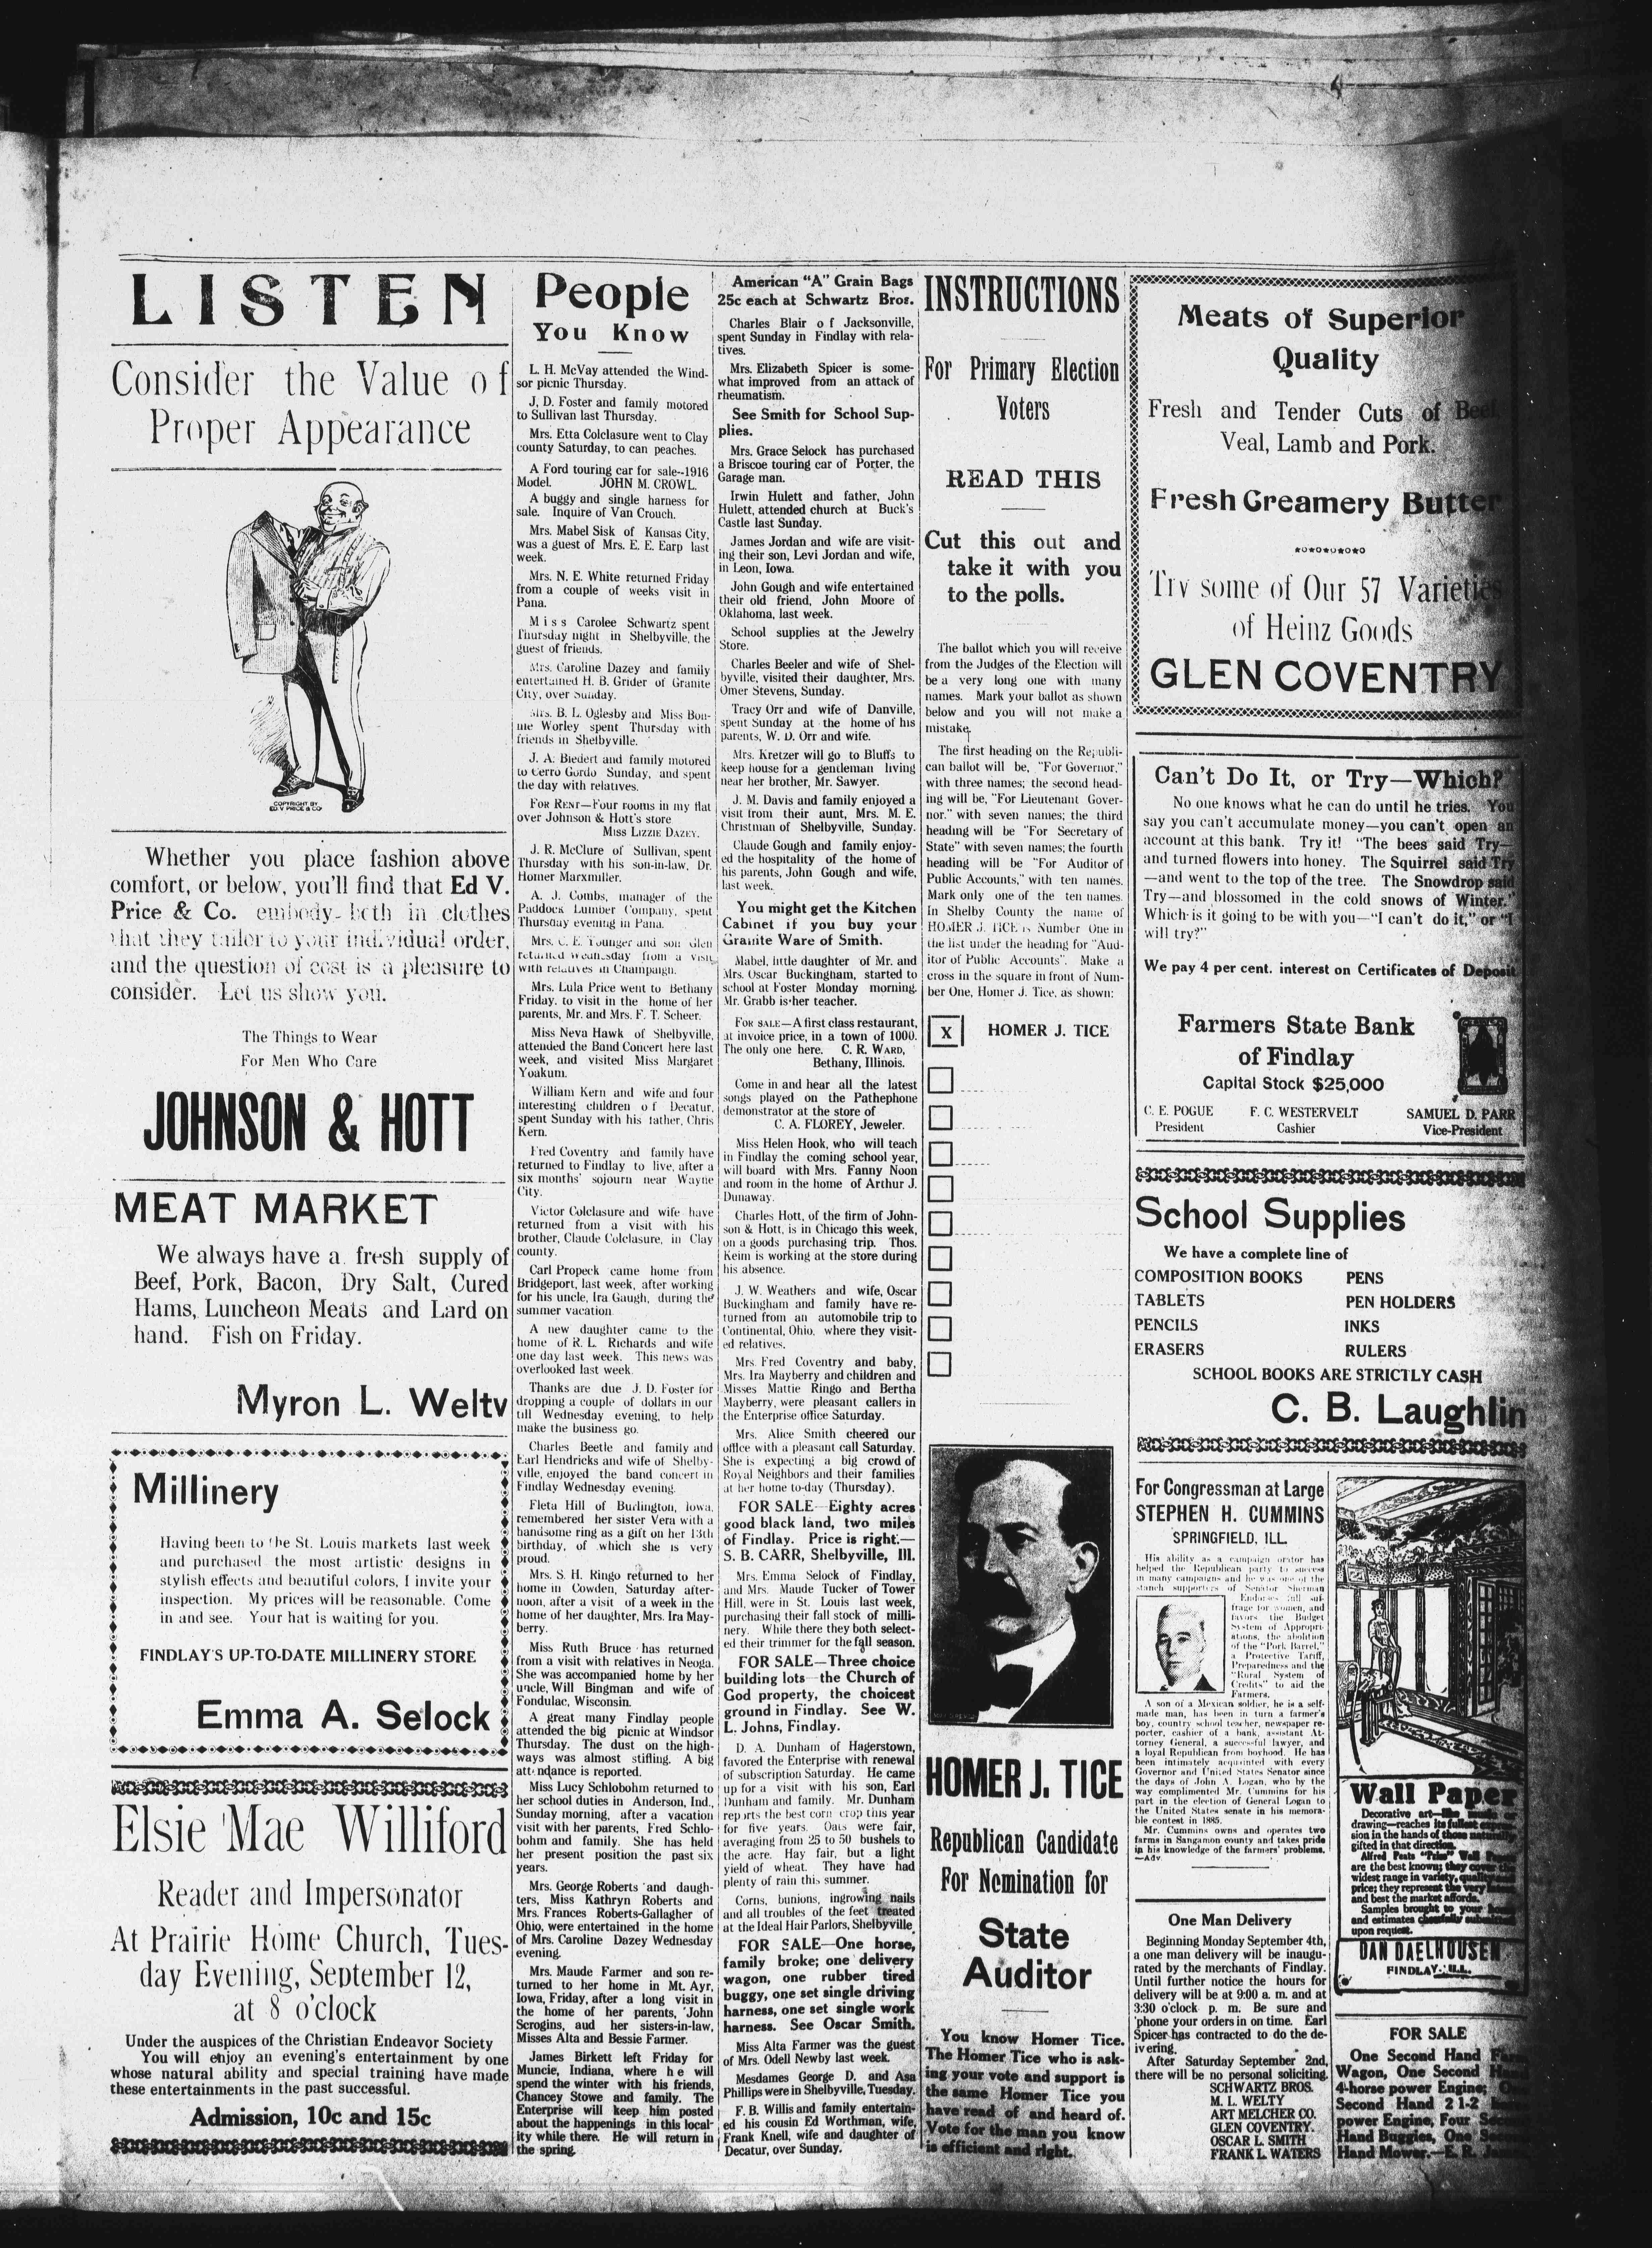 LISTEN
Consider the Value of
Proper Appearance
COPYRIGHT BY
ED V PRICE & CO
Whether you place fashion above
comfort, or below, you'll find that Ed V.
Price & Co. embody both in clothes
that they tailor to your individual order,
and the question of cost is a pleasure to
consider. Let us show you.
The Things to Wear
For Men Who Care
JOHNSON & HOTT
MEAT MARKET
We always have a fresh supply of
Beef, Pork, Bacon, Dry Salt, Cured
Hams, Luncheon Meats and Lard on
hand. Fish on Friday.
Myron L. Welty
Millinery
Having been to the St. Louis markets last week
and purchased the most artistic designs in
stylish effects and beautiful colors, I invite your
inspection. My prices will be reasonable. Come
in and see. Your hat is waiting for you.
FINDLAY'S UP-TO-DATE MILLINERY STORE
Emma A. Selock
Elsie Mae Williford
Reader and Impersonator
At Prairie Home Church, Tues-
day Evening, September 12,
at 8 o'clock
Under the auspices of the Christian Endeavor Society
You will enjoy an evening's entertainment by one
whose natural ability and special training have made
these entertainments in the past successful.
Admission, 10c and 15c
People
You Know
L. H. McVay attended the Wind-
sor picnic Thursday.
J. D. Foster and family motored
to Sullivan last Thursday.
Mrs. Etta Colclasure went to Clay
county Saturday, to can peaches.
A Ford touring car for sale--1916
Model. JOHN M. CROWL.
A buggy and single harness for
sale. Inquire of Van Crouch.
Mrs. Mabel Sisk of Kansas City,
was a guest of Mrs. E. E. Earp last
week.
Mrs. N. E. White returned Friday
from a couple of weeks visit in
Pana.
Miss Carolee Schwartz spent
Thursday night in Shelbyville, the
guest of friends.
Mrs. Caroline Dazey and family
entertained H. B. Grider of Granite
City, over Sunday.
Mrs. B. L. Oglesby and Miss Bon-
nie Worley spent Thursday with
friends in Shelbyville.
J. A. Biedert and family motored
to Cerro Gordo Sunday, and spent
the day with relatives.
FOR RENT—Four rooms in my flat
over Johnson & Hott's store
Miss LIZZIE DAZEY.
J. R. McClure of Sullivan, spent
Thursday with his son-in-law, Dr.
Homer Marxmiller.
A. J. Combs, manager of the
Paddock Lumber Company, spent
Thursday evening in Pana.
Mrs. C. E. Younger and son Glen
returned Wednesday from a visit
with relatives in Champaign.
Mrs. Lula Price went to Bethany
Friday, to visit in the home of her
parents, Mr. and Mrs. F. T. Scheer.
Miss Neva Hawk of Shelbyville,
attended the Band Concert here last
week, and visited Miss Margaret
Yoakum.
William Kern and wife and four
interesting children of Decatur,
spent Sunday with his father, Chris
Kern.
Fred Coventry and family have
returned to Findlay to live, after a
six months' sojourn near Wayne
City.
Victor Colclasure and wife have
returned from a visit with his
brother, Claude Colclasure, in Clay
county.
Carl Propeck came home from
Bridgeport, last week, after working
for his uncle, Ira Gaugh, during the
summer vacation.
A new daughter came to the
home of R. L. Richards and wife
one day last week. This news was
overlooked last week.
Thanks are due J. D. Foster for
dropping a couple of dollars in our
till Wednesday evening, to help
make the business go.
Charles Beetle and family and
Earl Hendricks and wife of Shelby-
ville, enjoyed the band concert in
Findlay Wednesday evening.
Fleta Hill of Burlington, Iowa,
remembered her sister Vera with a
handsome ring as a gift on her 13th
birthday, of which she is very
proud.
Mrs. S. H. Ringo returned to her
home in Cowden, Saturday after-
noon, after a visit of a week in the
home of her daughter, Mrs. Ira May-
berry.
Miss Ruth Bruce has returned
from a visit with relatives in Neoga.
She was accompanied home by her
uncle, Will Bingman and wife of
Fondulac, Wisconsin.
A great many Findlay people
attended the big picnic at Windsor
Thursday. The dust on the high-
ways was almost stifling. A big
attendance is reported.
Miss Lucy Schlobohm returned to
her school duties in Anderson, Ind.,
Sunday morning, after a vacation
visit with her parents, Fred Schlo-
bohm and family. She has held
her present position the past six
years.
Mrs. George Roberts and daugh-
ters, Miss Kathryn Roberts and
Mrs. Frances Roberts-Gallagher of
Ohio, were entertained in the home
of Mrs. Caroline Dazey Wednesday
evening.
Mrs. Maude Farmer and son re-
turned to her home in Mt. Ayr,
Iowa, Friday, after a long visit in
the home of her parents, John
Scrogins, aud her sisters-in-law,
Misses Alta and Bessie Farmer.
James Birkett left Friday for
Muncie, Indiana, where he will
spend the winter with his friends,
Chancey Stowe and family. The
Enterprise will keep him posted
about the happenings in this local-
ity while there. He will return in
the spring.
American "A" Grain Bags
25c each at Schwartz Bros.
Charles Blair of Jacksonville,
spent Sunday in Findlay with rela-
tives.
Mrs. Elizabeth Spicer is some-
what improved from an attack of
rheumatism.
See Smith for School Sup-
plies.
Mrs. Grace Selock has purchased
a Briscoe touring car of Porter, the
Garage man.
Irwin Hulett and father, John
Hulett, attended church at Buck's
Castle last Sunday.
James Jordan and wife are visit-
ing their son, Levi Jordan and wife,
in Leon, Iowa.
John Gough and wife entertained
their old friend, John Moore of
Oklahoma, last week.
School supplies at the Jewelry
Store.
Charles Beeler and wife of Shel-
byville, visited their daughter, Mrs.
Omer Stevens, Sunday.
Tracy Orr and wife of Danville,
spent Sunday at the home of his
parents, W. D. Orr and wife.
Mrs. Kretzer will go to Bluffs to
keep house for a gendeman living
near her brother, Mr. Sawyer.
J. M. Davis and family enjoyed a
visit from their aunt, Mrs. M. E.
Christman of Shelbyville, Sunday.
Claude Gough and family enjoy-
ed the hospitality of the home of
his parents, John Gough and wife,
last week.
You might get the Kitchen
Cabinet if you buy your
Granite Ware of Smith.
Mabel, little daughter of Mr. and
Mrs. Oscar Buckingham, started to
school at Foster Monday morning.
Mr. Grabb is her teacher.
FOR SALE—A first class restaurant,
at invoice price, in a town of 1000.
The only one here. C. R. WARD,
Bethany, Illinois.
Come in and hear all the latest
songs played on the Pathephone
demonstrator at the store of
C. A. FLOREY, Jeweler.
Miss Helen Hook, who will teach
in Findlay the coming school year,
will board with Mrs. Fanny Noon
and room in the home of Arthur J.
Dunaway.
Charles Hott, of the firm of John-
son & Hott, is in Chicago this week,
on a goods purchasing trip. Thos.
Keim is working at the store during
his absence.
J. W. Weathers and wife, Oscar
Buckingham and family have re-
turned from an automobile trip to
Continental, Ohio, where they visit-
ed relatives.
Mrs. Fred Coventry and baby,
Mrs. Ira Mayberry and children and
Misses Mattie Ringo and Bertha
Mayberry, were pleasant callers in
the Enterprise office Saturday.
Mrs. Alice Smith cheered our
office with a pleasant call Saturday.
She is expecting a big crowd of
Royal Neighbors and their families
at her home to-day (Thursday).
FOR SALE—Eighty acres
good black land, two miles
of Findlay. Price is right.—
S. B. CARR, Shelbyville, Ill.
Mrs. Emma Selock of Findlay,
and Mrs. Maude Tucker of Tower
Hill, were in St. Louis last week,
purchasing their fall stock of milli-
nery. While there they both select-
ed their trimmer for the fall season.
FOR SALE—Three choice
building lots—the Church of
God property, the choicest
ground in Findlay. See W.
L. Johns, Findlay.
D. A. Dunham of Hagerstown,
favored the Enterprise with renewal
of subscription Saturday. He came
up for a visit with his son, Earl
Dunham and family. Mr. Dunham
reports the best corn crop this year
for five years. Oats were fair,
averaging from 25 to 50 bushels to
the acre. Hay fair, but a light
yield of wheat. They have had
plenty of rain this summer.
Corns, bunions, ingrowing nails
and all troubles of the feet treated
at the Ideal Hair Parlors, Shelbyville
FOR SALE—One horse,
family broke; one delivery
wagon, one rubber tired
buggy, one set single driving
harness, one set single work
harness. See Oscar Smith.
Miss Alta Farmer was the guest
of Mrs. Odell Newby last week.
Mesdames George D. and Asa
Phillips were in Shelbyville, Tuesday.
F. B. Willis and family entertain-
ed his cousin Ed Worthman, wife,
Frank Knell, wife and daughter of
Decatur, over Sunday.
INSTRUCTIONS
For Primary Election
Voters
READ THIS
Cut this out and
take it with you
to the polls.
The ballot which you will receive
from the Judges of the Election will
be a very long one with many
names. Mark your ballot as shown
below and you will not make a
mistake.
The first heading on the Republi-
can ballot will be, "For Governor,"
with three names; the second head-
ing will be, "For Lieutenant Gover-
nor." with seven names; the third
heading will be "For Secretary of
State" with seven names; the fourth
heading will be "For Auditor of
Public Accounts," with ten names.
Mark only one of the ten names.
In Shelby County the name of
HOMER J. TICE is Number One in
the list under the heading for "Aud-
itor of Public Accounts". Make a
cross in the square in front of Num-
ber One, Homer J. Tice, as shown:
X HOMER J. TICE
HOMER J. TICE
Republican Candidate
For Nomination for
State
Auditor
You know Homer Tice.
The Homer Tice who is ask-
ing your vote and support is
the same Homer Tice you
have read of and heard of.
Vote for the man you know
is efficient and right.
Meats of Superior
Quality
Fresh and Tender Cuts of Beef,
Veal, Lamb and Pork.
Fresh Creamery Butter
Try some of Our 57 Varieties
of Heinz Goods
GLEN COVENTRY
Can't Do It, or Try—Which?
No one knows what he can do until he tries. You
say you can't accumulate money—you can't open an
account at this bank. Try it! "The bees said Try—
and turned flowers into honey. The Squirrel said Try
—and went to the top of the tree. The Snowdrop said
Try—and blossomed in the cold snows of Winter."
Which is it going to be with you—"I can't do it," or "I
will try?"
We pay 4 per cent. interest on Certificates of Deposit
Farmers State Bank
of Findlay
Capital Stock $25,000
C. E. POGUE F. C. WESTERVELT SAMUEL D. PARR
President Cashier Vice-President
School Supplies
We have a complete line of
COMPOSITION BOOKS PENS
TABLETS PEN HOLDERS
PENCILS INKS
ERASERS RULERS
SCHOOL BOOKS ARE STRICTLY CASH
C. B. Laughlin
For Congressman at Large
STEPHEN H. CUMMINS
SPRINGFIELD, ILL.
His ability as a campaign orator has
helped the Republican party to success
in many campaigns and he was one of the
stanch supporters of Senator Sherman
Endorses full suf-
frage for women, and
favors the Budget
System of Appropri-
ations, the abolition
of the "Pork Barrel,"
a Protective Tariff,
Preparedness and the
"Rural System of
Credits" to aid the
Farmers.
A son of a Mexican soldier, he is a self-
made man, has been in turn a farmer's
boy, country school teacher, newspaper re-
porter, cashier of a bank, assistant At-
torney General, a successful lawyer, and
a loyal Republican from boyhood. He has
been intimately acquainted with every
Governor and United States Senator since
the days of John A. Logan, who by the
way complimented Mr. Cummins for his
part in the election of General Logan to
the United States senate in his memora-
ble contest in 1885.
Mr. Cummins owns and operates two
farms in Sangamon county and takes pride
in his knowledge of the farmers' problems.
—Adv
One Man Delivery
Beginning Monday September 4th,
a one man delivery will be inaugu-
rated by the merchants of Findlay.
Until further notice the hours for
delivery will be at 9:00 a. m. and at
3:30 o'clock p. m. Be sure and
'phone your orders in on time. Earl
Spicer has contracted to do the de-
ivering.
After Saturday September 2nd,
there will be no personal soliciting.
SCHWARTZ BROS.
M. L. WELTY
ART MELCHER CO.
GLEN COVENTRY.
OSCAR L. SMITH
FRANK L. WATERS
Wall Paper
Decorative art—the made or
drawing—reaches its fullest expres-
sion in the hands of those naturally
gifted in that direction.
Alfred Peats "Prize" Wall Paper
are the best known; they cover the
widest range in variety, quality and
price; they represent the very latest
and best the market affords.
Samples brought to your home
and estimates cheerfully submitted
upon request.
DAN DAELHOUSEN
FINDLAY, ILL.
FOR SALE
One Second Hand Farm
Wagon, One Second Hand
4-horse power Engine;
Second Hand 2 1-2
power Engine, Four
Hand Buggies, One
Hand Mower.—E. R.